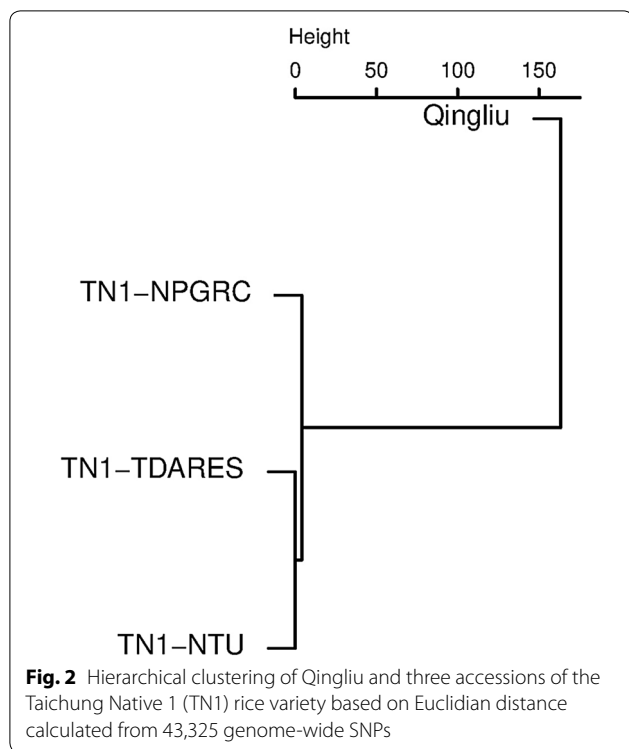 Height
0 50 100 150
Qingliu
TN1−NPGRC
TN1−TDARES
TN1−NTU
Fig. 2 Hierarchical clustering of Qingliu and three accessions of the
Taichung Native 1 (TN1) rice variety based on Euclidian distance
calculated from 43,325 genome-wide SNPs